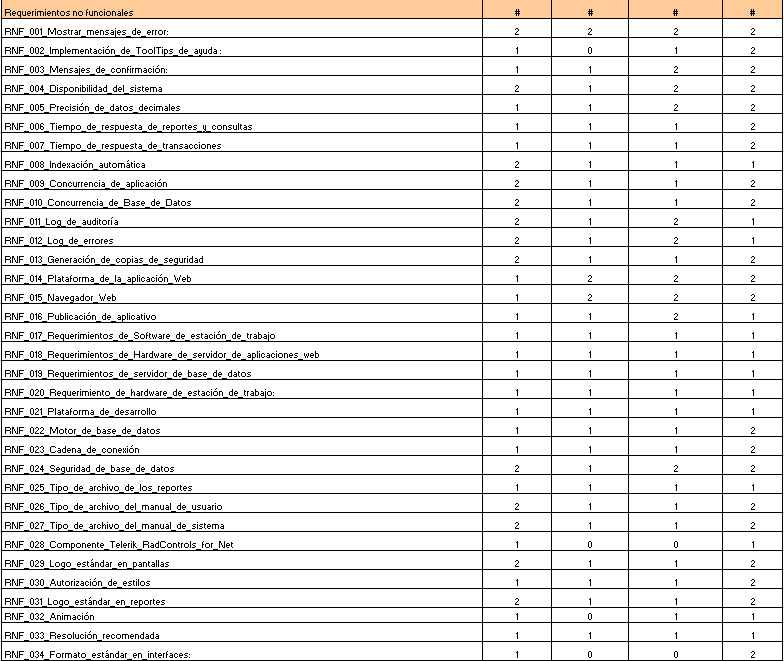 Requerimientos no funcionales # # # #
RNF_001_Mostrar_mensajes_de_error: 2 2 2 2
RNF_002_Implementación_de_ToolTips_de_ayuda: 1 0 1 2
RNF_003_Mensajes_de_confirmación: 1 1 2 2
RNF_004_Disponibilidad_del_sistema 2 1 2 2
RNF_005_Precisión_de_datos_decimales 1 1 2 2
RNF_006_Tiempo_de_respuesta_de_reportes_y_consultas 1 1 1 2
RNF_007_Tiempo_de_respuesta_de_transacciones 1 1 1 2
RNF_008_Indexación_automática 2 1 1 1
RNF_009_Concurrencia_de_aplicación 2 1 1 2
RNF_010_Concurrencia_de_Base_de_Datos 2 1 1 2
RNF_011_Log_de_auditoría 2 1 2 1
RNF_012_Log_de_errores 2 1 2 1
RNF_013_Generación_de_copias_de_seguridad 2 1 1 2
RNF_014_Plataforma_de_la_aplicación_Web 1 2 2 2
RNF_015_Navegador_Web 1 2 2 2
RNF_016_Publicación_de_aplicativo 1 1 2 1
RNF_017_Requerimientos_de_Software_de_estación_de_trabajo 1 1 1 1
RNF_018_Requerimientos_de_Hardware_de_servidor_de_aplicaciones_web 1 1 1 1
RNF_019_Requerimientos_de_servidor_de_base_de_datos 1 1 1 1
RNF_020_Requerimiento_de_hardware_de_estación_de_trabajo: 1 1 1 1
RNF_021_Plataforma_de_desarrollo 1 1 1 1
RNF_022_Motor_de_base_de_datos 1 1 1 2
RNF_023_Cadena_de_conexión 1 1 1 2
RNF_024_Seguridad_de_base_de_datos 2 1 2 2
RNF_025_Tipo_de_archivo_de_los_reportes 1 1 1 1
RNF_026_Tipo_de_archivo_del_manual_de_usuario 2 1 1 2
RNF_027_Tipo_de_archivo_del_manual_de_sistema 2 1 1 2
RNF_028_Componente_Telerik_RadControls_for_Net 1 0 0 1
RNF_029_Logo_estándar_en_pantallas 2 1 1 2
RNF_030_Autorización_de_estilos 1 1 1 2
RNF_031_Logo_estándar_en_reportes 2 1 1 2
RNF_032_Animación 1 0 1 1
RNF_033_Resolución_recomendada 1 1 1 1
RNF_034_Formato_estándar_en_interfaces: 1 0 0 2